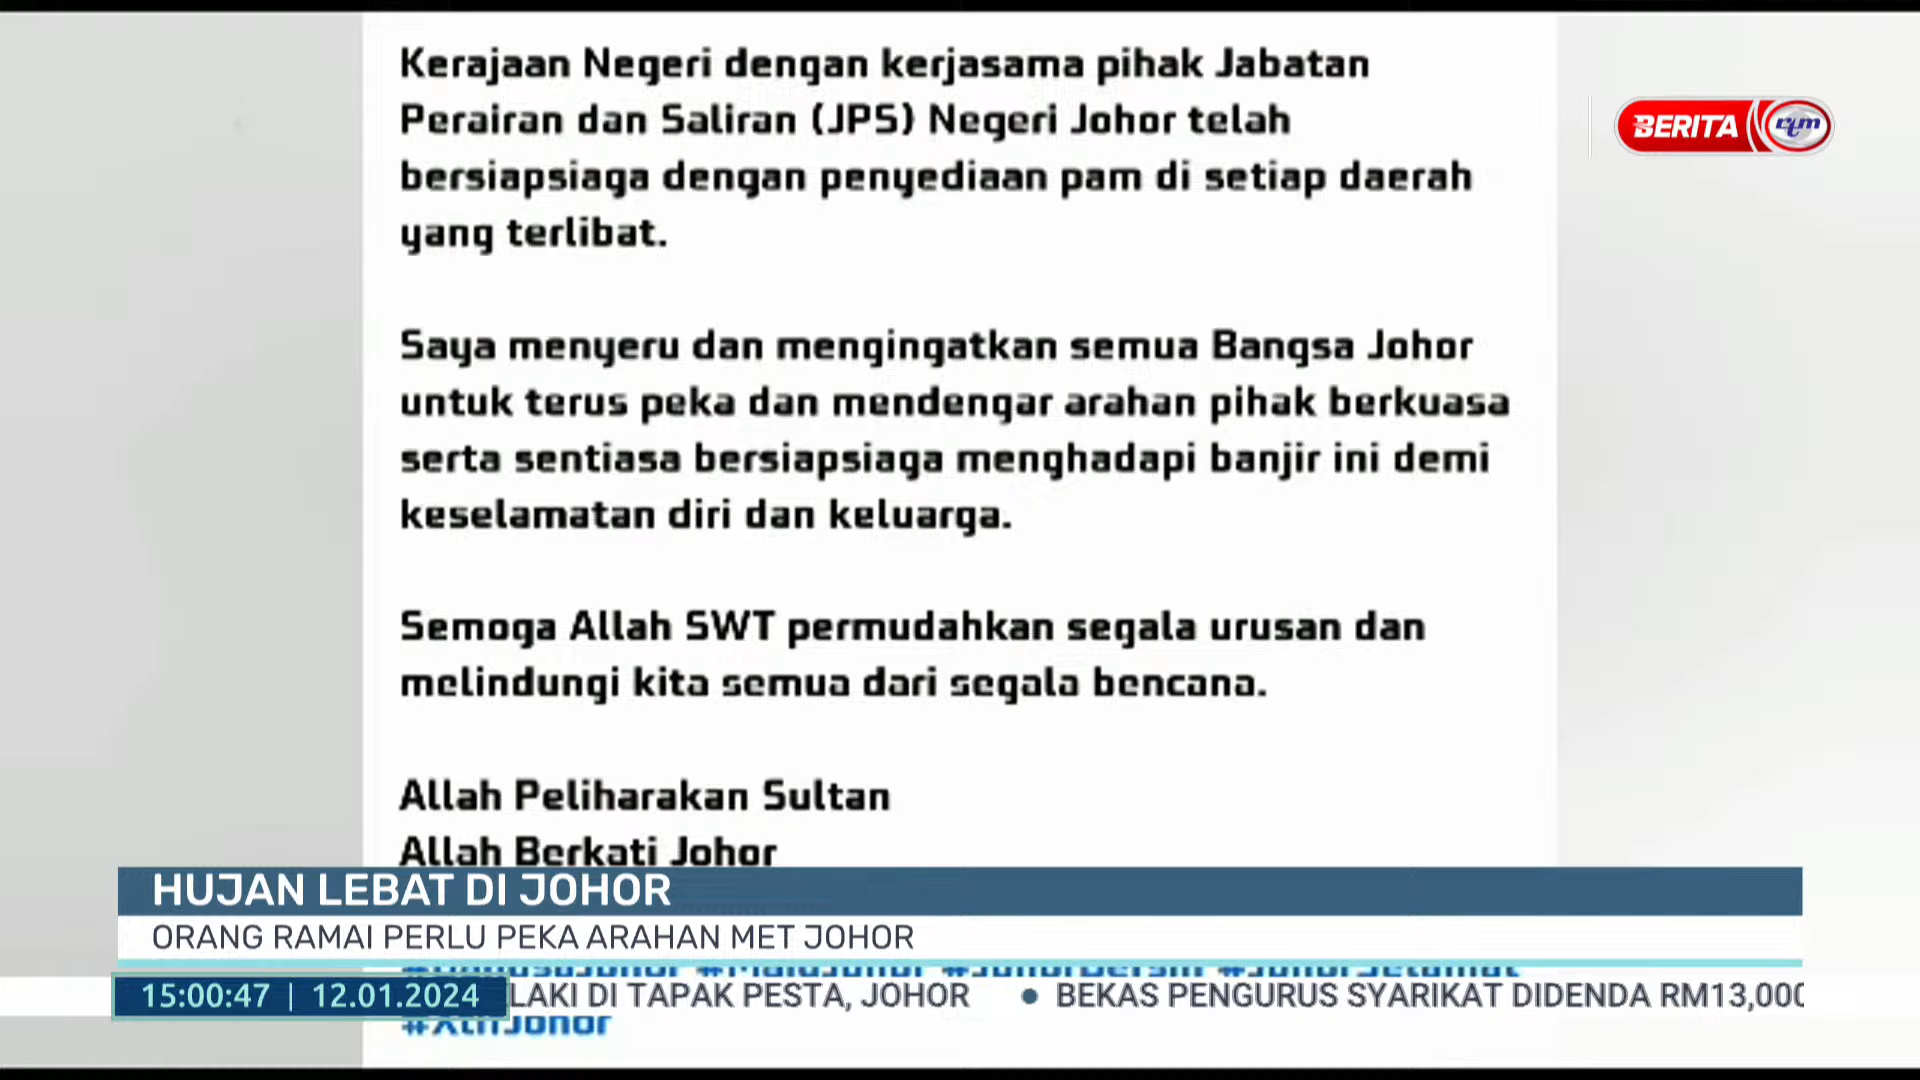 Kerajaan Negeri dengan kerjasama pihak Jabatan
Perairan dan Saliran (JPS) Negeri Johor telah
bersiapsiaga dengan penyediaan pam di setiap daerah
yang terlibat.
Saya menyeru dan mengingatkan semua Bangsa Johor
untuk terus peka dan mendengar arahan pihak berkuasa
serta sentiasa bersiapsiaga menghadapi banjir ini demi
keselamatan diri dan keluarga.
Semoga Allah SWT permudahkan segala urusan dan
melindungi kita semua dari segala bencana.
Allah Peliharakan Sultan
Allah Berkati Johor
BERITA rtm
HUJAN LEBAT DI JOHOR
ORANG RAMAI PERLU PEKA ARAHAN MET JOHOR
15:00:47 | 12.01.2024
LAKI DI TAPAK PESTA, JOHOR • BEKAS PENGURUS SYARIKAT DIDENDA RM13,000